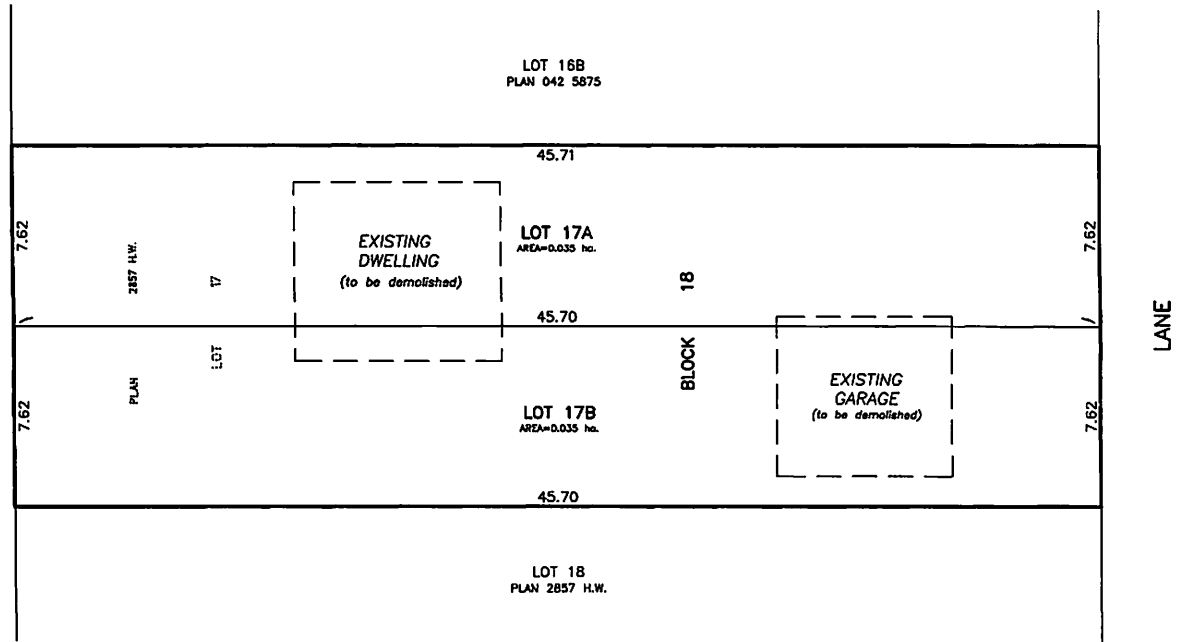 LOT 16B
PLAN 042 5875
45.71
7.62
7.62
EXISTING
DWELLING
(to be demolished)
LOT 17A
AREA=0.035 ha.
PLAN 2857 H.W.
LOT 17
BLOCK 18
45.70
LANE
7.62
7.62
EXISTING
GARAGE
(to be demolished)
LOT 17B
AREA=0.035 ha.
45.70
LOT 18
PLAN 2857 H.W.